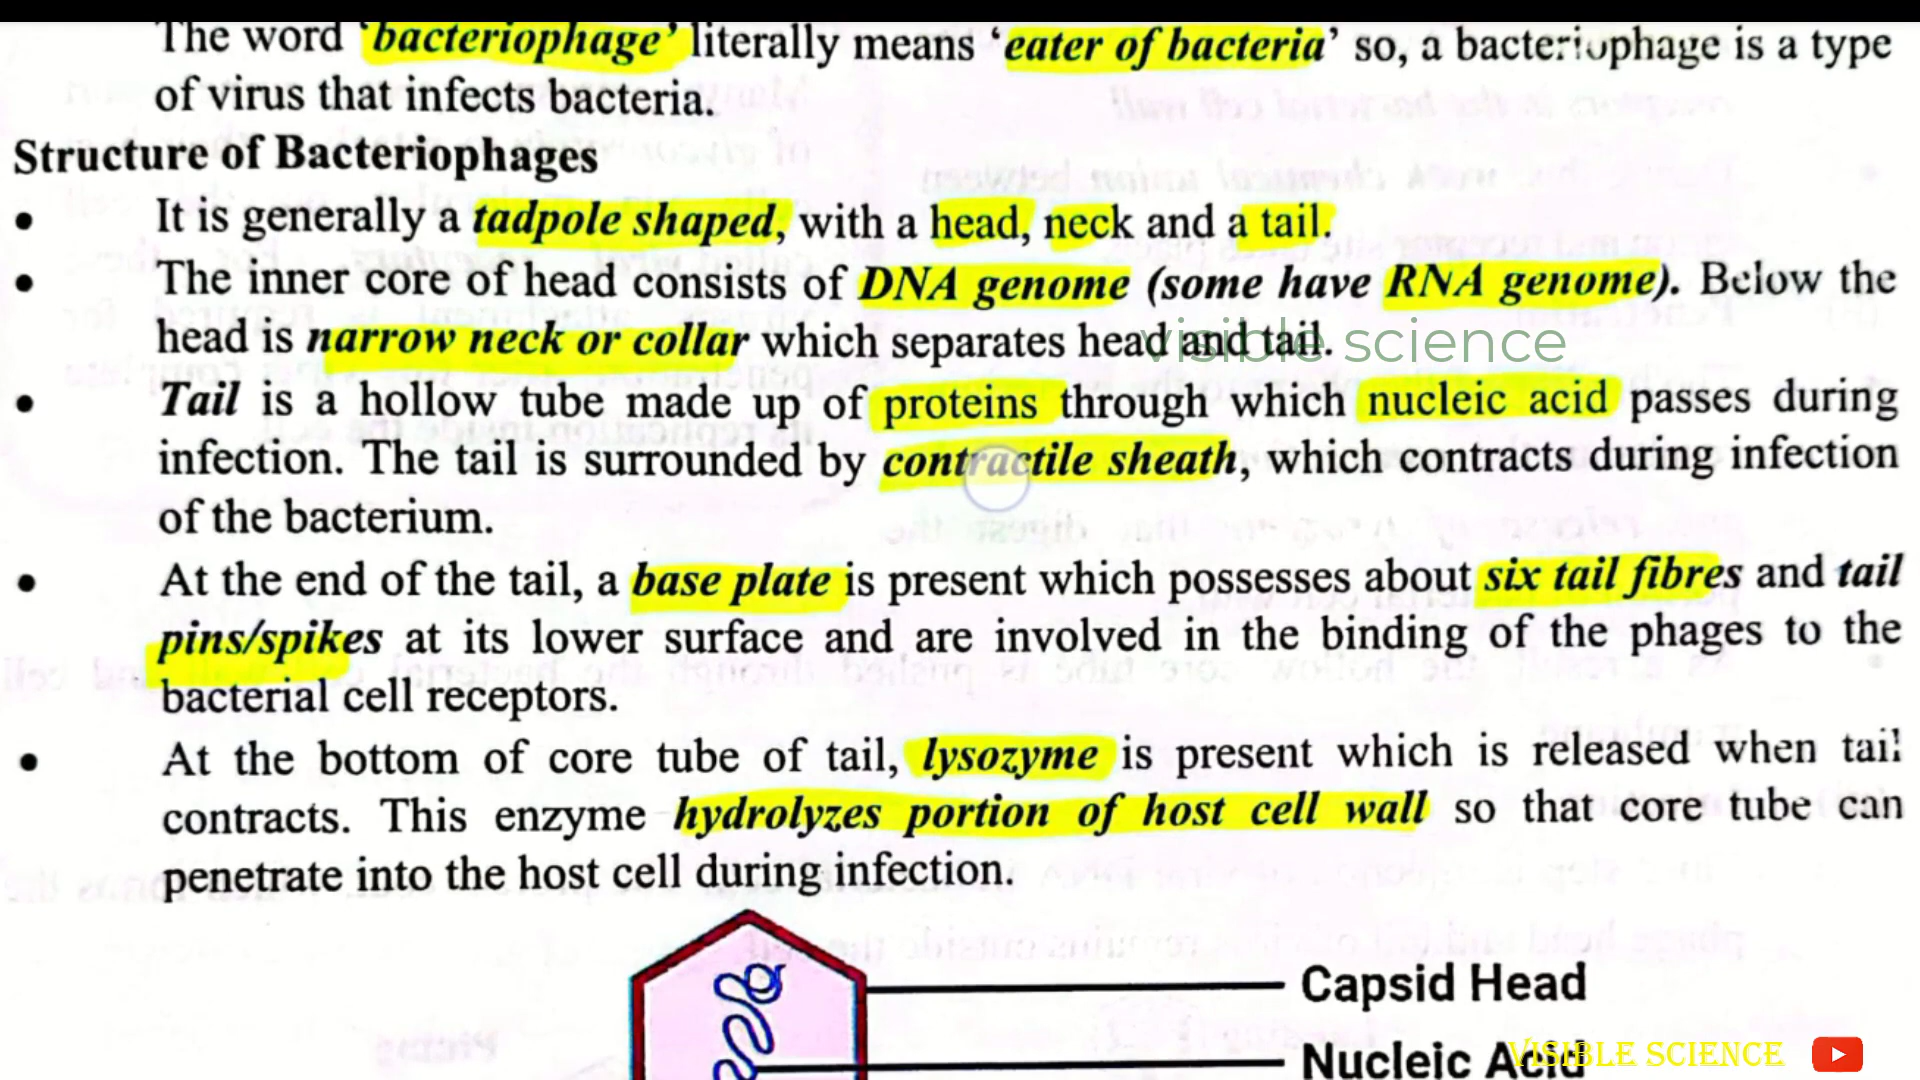 The word ‘bacteriophage’ literally means ‘eater of bacteria’ so, a bacteriophage is a type
of virus that infects bacteria.
Structure of Bacteriophages
• It is generally a tadpole shaped, with a head, neck and a tail.
• The inner core of head consists of DNA genome (some have RNA genome). Below the
head is narrow neck or collar which separates head and tail.
visible science
• Tail is a hollow tube made up of proteins through which nucleic acid passes during
infection. The tail is surrounded by contractile sheath, which contracts during infection
of the bacterium.
• At the end of the tail, a base plate is present which possesses about six tail fibres and tail
pins/spikes at its lower surface and are involved in the binding of the phages to the
bacterial cell receptors.
• At the bottom of core tube of tail, lysozyme is present which is released when tail
contracts. This enzyme hydrolyzes portion of host cell wall so that core tube can
penetrate into the host cell during infection.
Capsid Head
Nucleic Acid
VISIBLE SCIENCE